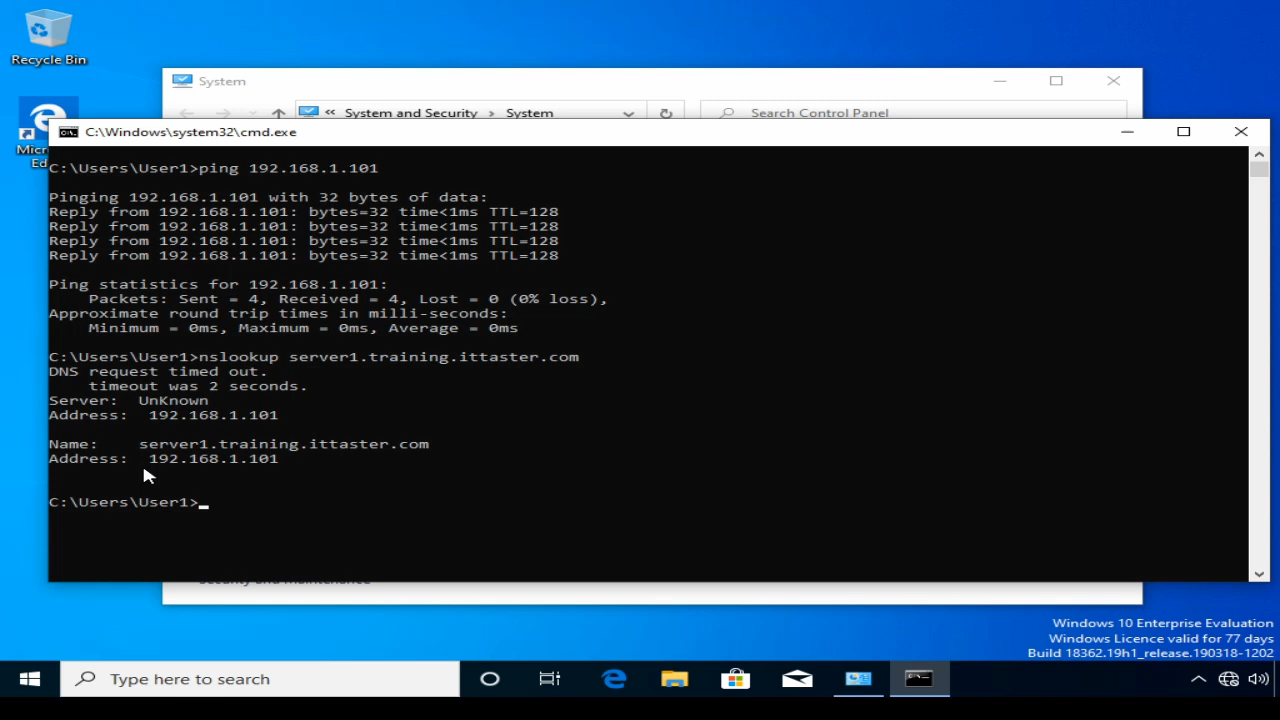 Recycle Bin
System
« System and Security › System
Search Control Panel
C:\Windows\system32\cmd.exe
C:\Users\User1>ping 192.168.1.101
Pinging 192.168.1.101 with 32 bytes of data:
Reply from 192.168.1.101: bytes=32 time<1ms TTL=128
Reply from 192.168.1.101: bytes=32 time<1ms TTL=128
Reply from 192.168.1.101: bytes=32 time<1ms TTL=128
Reply from 192.168.1.101: bytes=32 time<1ms TTL=128
Ping statistics for 192.168.1.101:
Packets: Sent = 4, Received = 4, Lost = 0 (0% loss),
Approximate round trip times in milli-seconds:
Minimum = 0ms, Maximum = 0ms, Average = 0ms
C:\Users\User1>nslookup server1.training.ittaster.com
DNS request timed out.
timeout was 2 seconds.
Server: UnKnown
Address: 192.168.1.101
Name: server1.training.ittaster.com
Address: 192.168.1.101
C:\Users\User1>
Windows 10 Enterprise Evaluation
Windows Licence valid for 77 days
Build 18362.19h1_release.190318-1202
Type here to search